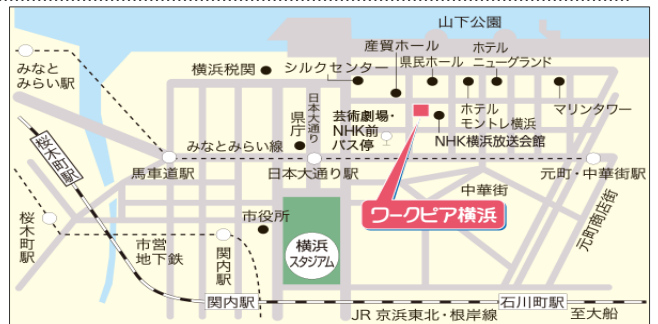 山下公園
産貿ホール
ホテル
ニューグランド
県民ホール
シルクセンター
横浜税関
みなと
みらい駅
日本大通り
県庁
芸術劇場・
NHK前
バス停
ホテル
モントレ横浜
マリンタワー
NHK横浜放送会館
みなとみらい線
桜木町駅
馬車道駅
日本大通り駅
元町・中華街駅
中華街
元町商店街
ワークピア横浜
桜木町駅
市役所
市営
地下鉄
関内駅
横浜
スタジアム
関内駅
石川町駅
JR 京浜東北・根岸線
至大船